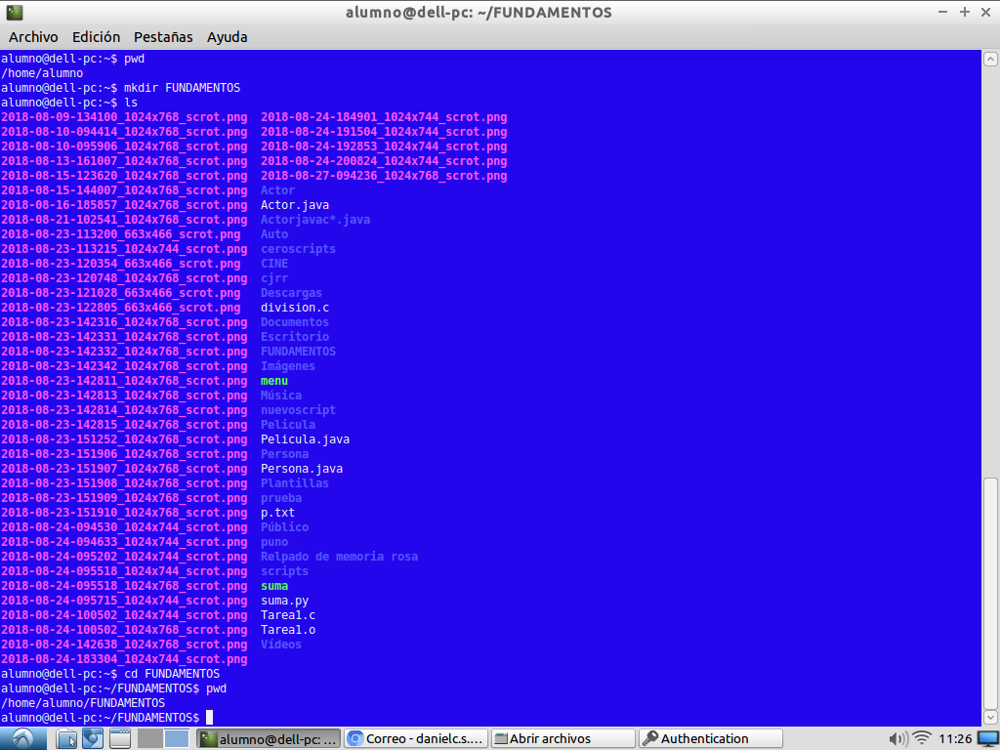 alumno@dell-pc: ~/FUNDAMENTOS
Archivo Edición Pestañas Ayuda
alumno@dell-pc:~$ pwd
/home/alumno
alumno@dell-pc:~$ mkdir FUNDAMENTOS
alumno@dell-pc:~$ ls
2018-08-09-134100_1024x768_scrot.png 2018-08-24-184901_1024x744_scrot.png
2018-08-10-094414_1024x768_scrot.png 2018-08-24-191504_1024x744_scrot.png
2018-08-10-095906_1024x768_scrot.png 2018-08-24-192853_1024x744_scrot.png
2018-08-13-161007_1024x768_scrot.png 2018-08-24-200824_1024x744_scrot.png
2018-08-15-123620_1024x768_scrot.png 2018-08-27-094236_1024x768_scrot.png
2018-08-15-144007_1024x768_scrot.png Actor
2018-08-16-185857_1024x768_scrot.png Actor.java
2018-08-21-102541_1024x768_scrot.png Actorjavac*.java
2018-08-23-113200_663x466_scrot.png Auto
2018-08-23-113215_1024x744_scrot.png ceroscripts
2018-08-23-120354_663x466_scrot.png CINE
2018-08-23-120748_1024x768_scrot.png cjrr
2018-08-23-121028_663x466_scrot.png Descargas
2018-08-23-122805_663x466_scrot.png division.c
2018-08-23-142316_1024x768_scrot.png Documentos
2018-08-23-142331_1024x768_scrot.png Escritorio
2018-08-23-142332_1024x768_scrot.png FUNDAMENTOS
2018-08-23-142342_1024x768_scrot.png Imágenes
2018-08-23-142811_1024x768_scrot.png menu
2018-08-23-142813_1024x768_scrot.png Música
2018-08-23-142814_1024x768_scrot.png nuevoscript
2018-08-23-142815_1024x768_scrot.png Pelicula
2018-08-23-151252_1024x768_scrot.png Pelicula.java
2018-08-23-151906_1024x768_scrot.png Persona
2018-08-23-151907_1024x768_scrot.png Persona.java
2018-08-23-151908_1024x768_scrot.png Plantillas
2018-08-23-151909_1024x768_scrot.png prueba
2018-08-23-151910_1024x768_scrot.png p.txt
2018-08-24-094530_1024x744_scrot.png Público
2018-08-24-094633_1024x744_scrot.png puno
2018-08-24-095202_1024x744_scrot.png Relpado de memoria rosa
2018-08-24-095518_1024x744_scrot.png scripts
2018-08-24-095518_1024x768_scrot.png suma
2018-08-24-095715_1024x744_scrot.png suma.py
2018-08-24-100502_1024x744_scrot.png Tarea1.c
2018-08-24-100502_1024x768_scrot.png Tarea1.o
2018-08-24-142638_1024x768_scrot.png Vídeos
2018-08-24-183304_1024x744_scrot.png
alumno@dell-pc:~$ cd FUNDAMENTOS
alumno@dell-pc:~/FUNDAMENTOS$ pwd
/home/alumno/FUNDAMENTOS
alumno@dell-pc:~/FUNDAMENTOS$
alumno@dell-pc: ... Correo - danielc.s.... Abrir archivos Authentication 11:26